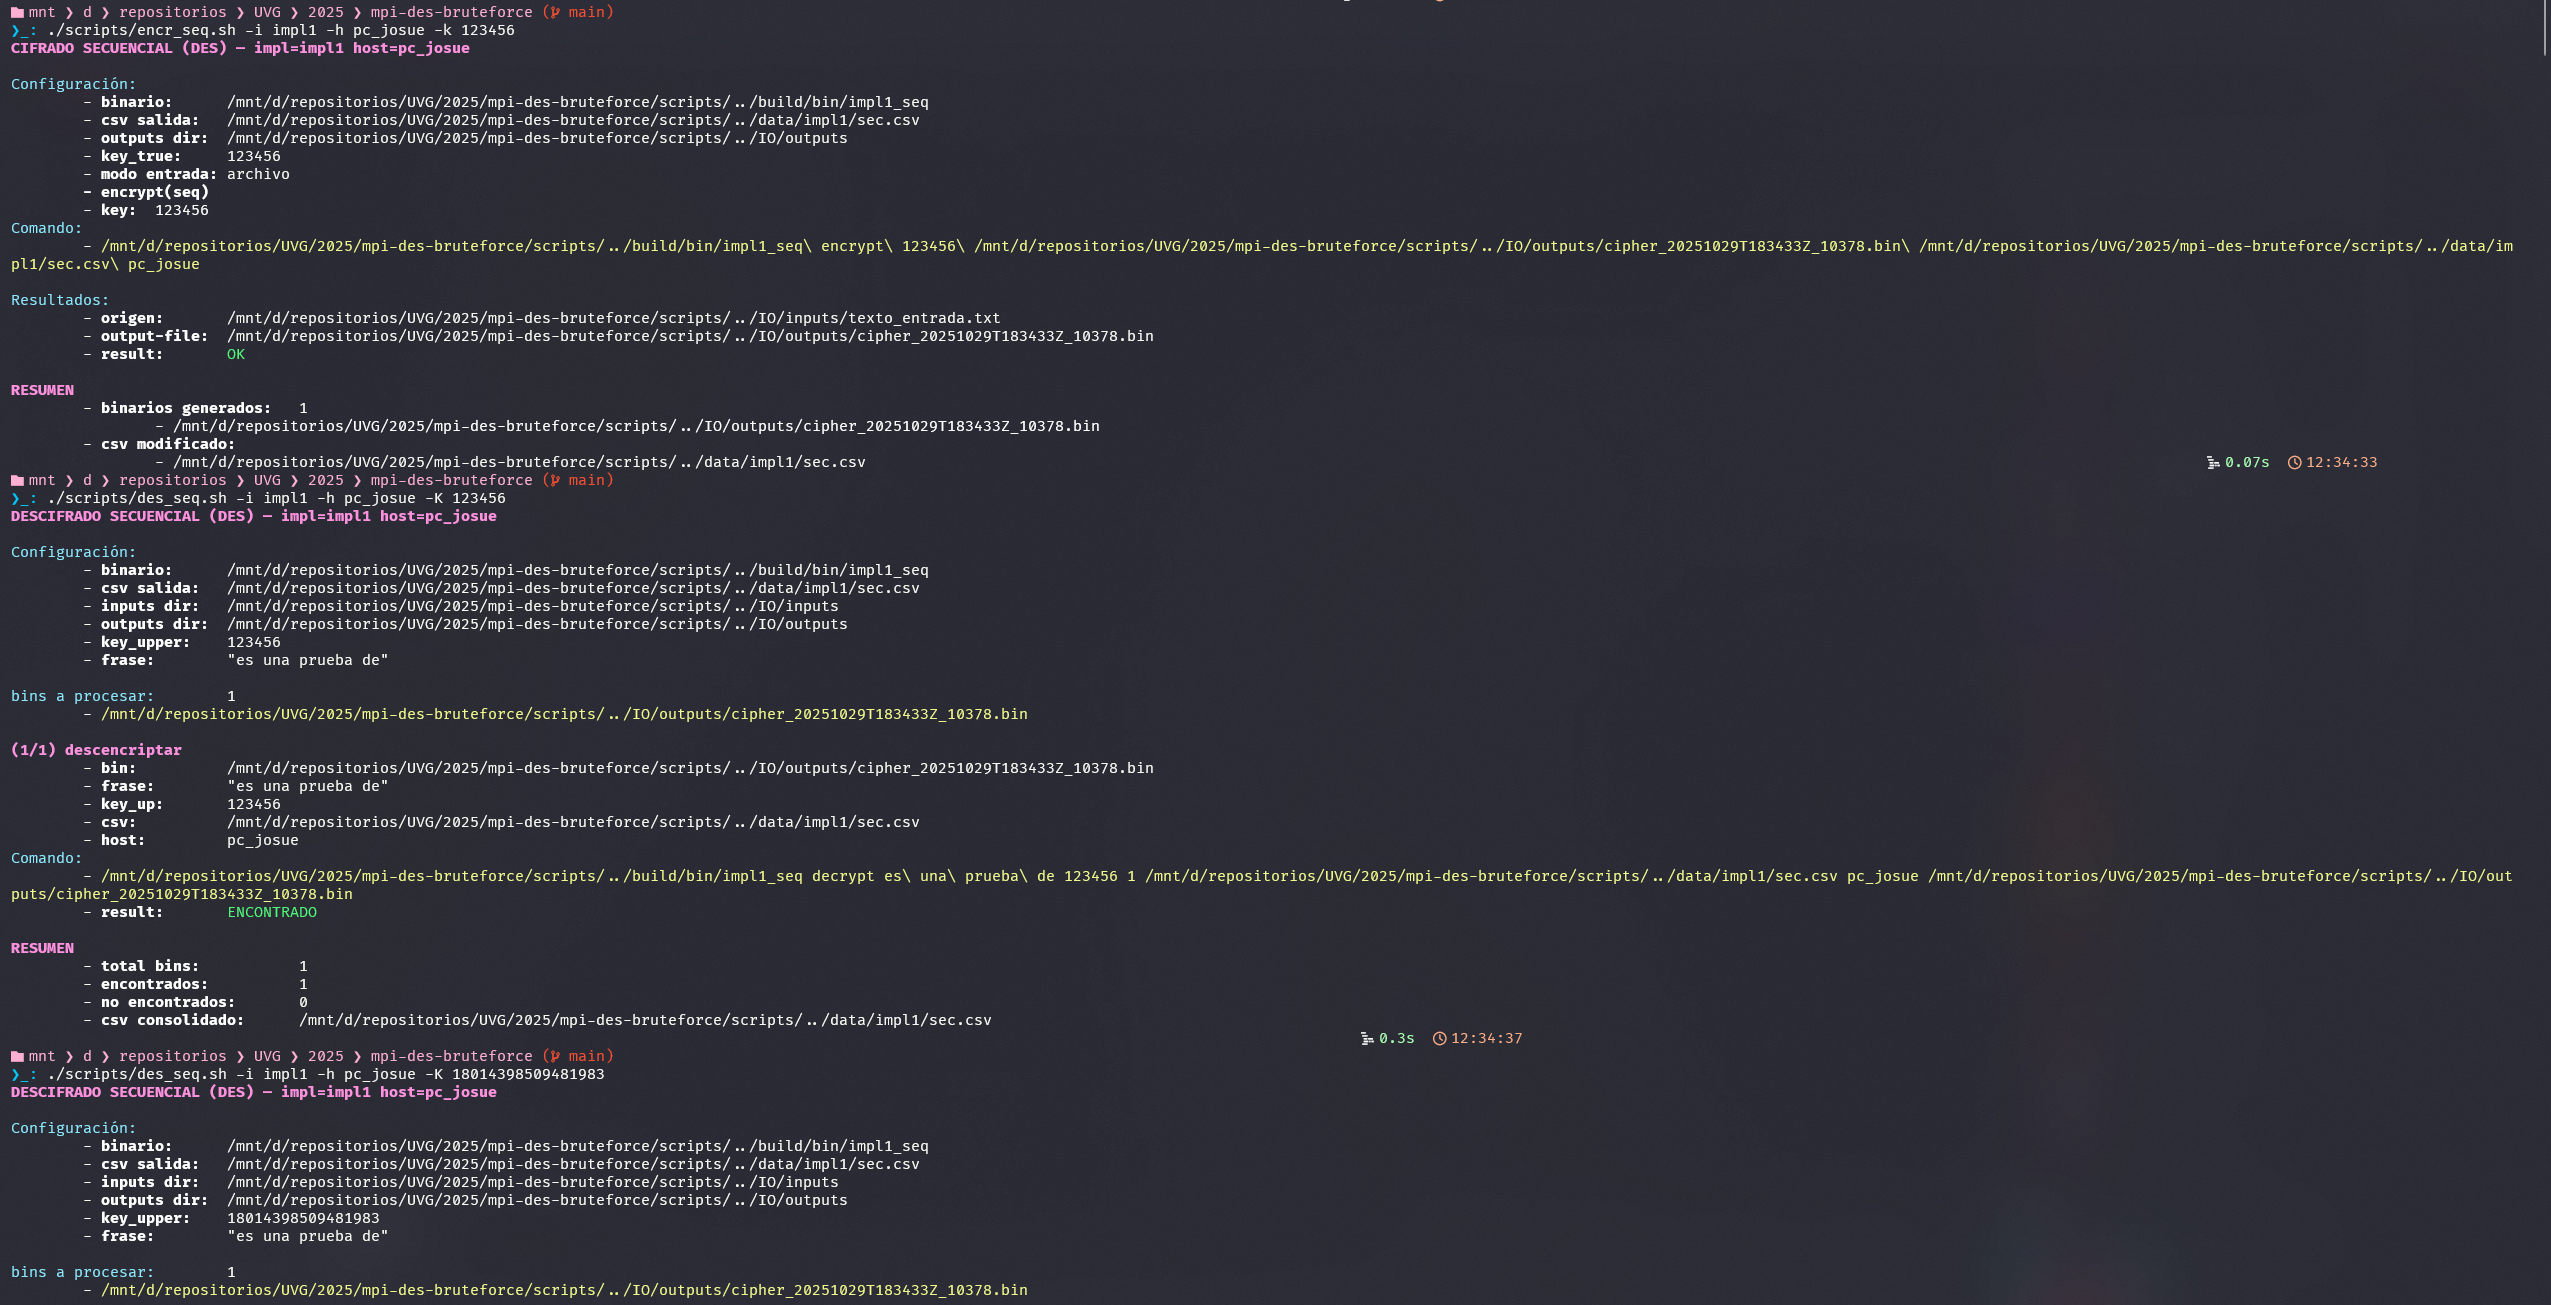 mnt ❯ d ❯ repositorios ❯ UVG ❯ 2025 ❯ mpi-des-bruteforce ( main)
❯_: ./scripts/encr_seq.sh -i impl1 -h pc_josue -k 123456
CIFRADO SECUENCIAL (DES) — impl=impl1 host=pc_josue
Configuración:
- binario: /mnt/d/repositorios/UVG/2025/mpi-des-bruteforce/scripts/../build/bin/impl1_seq
- csv salida: /mnt/d/repositorios/UVG/2025/mpi-des-bruteforce/scripts/../data/impl1/sec.csv
- outputs dir: /mnt/d/repositorios/UVG/2025/mpi-des-bruteforce/scripts/../IO/outputs
- key_true: 123456
- modo entrada: archivo
- encrypt(seq)
- key: 123456
Comando:
- /mnt/d/repositorios/UVG/2025/mpi-des-bruteforce/scripts/../build/bin/impl1_seq\ encrypt\ 123456\ /mnt/d/repositorios/UVG/2025/mpi-des-bruteforce/scripts/../IO/outputs/cipher_20251029T183433Z_10378.bin\ /mnt/d/repositorios/UVG/2025/mpi-des-bruteforce/scripts/../data/im
pl1/sec.csv\ pc_josue
Resultados:
- origen: /mnt/d/repositorios/UVG/2025/mpi-des-bruteforce/scripts/../IO/inputs/texto_entrada.txt
- output-file: /mnt/d/repositorios/UVG/2025/mpi-des-bruteforce/scripts/../IO/outputs/cipher_20251029T183433Z_10378.bin
- result: OK
RESUMEN
- binarios generados: 1
- /mnt/d/repositorios/UVG/2025/mpi-des-bruteforce/scripts/../IO/outputs/cipher_20251029T183433Z_10378.bin
- csv modificado:
- /mnt/d/repositorios/UVG/2025/mpi-des-bruteforce/scripts/../data/impl1/sec.csv 0.07s 12:34:33
mnt ❯ d ❯ repositorios ❯ UVG ❯ 2025 ❯ mpi-des-bruteforce ( main)
❯_: ./scripts/des_seq.sh -i impl1 -h pc_josue -K 123456
DESCIFRADO SECUENCIAL (DES) — impl=impl1 host=pc_josue
Configuración:
- binario: /mnt/d/repositorios/UVG/2025/mpi-des-bruteforce/scripts/../build/bin/impl1_seq
- csv salida: /mnt/d/repositorios/UVG/2025/mpi-des-bruteforce/scripts/../data/impl1/sec.csv
- inputs dir: /mnt/d/repositorios/UVG/2025/mpi-des-bruteforce/scripts/../IO/inputs
- outputs dir: /mnt/d/repositorios/UVG/2025/mpi-des-bruteforce/scripts/../IO/outputs
- key_upper: 123456
- frase: "es una prueba de"
bins a procesar: 1
- /mnt/d/repositorios/UVG/2025/mpi-des-bruteforce/scripts/../IO/outputs/cipher_20251029T183433Z_10378.bin
(1/1) descencriptar
- bin: /mnt/d/repositorios/UVG/2025/mpi-des-bruteforce/scripts/../IO/outputs/cipher_20251029T183433Z_10378.bin
- frase: "es una prueba de"
- key_up: 123456
- csv: /mnt/d/repositorios/UVG/2025/mpi-des-bruteforce/scripts/../data/impl1/sec.csv
- host: pc_josue
Comando:
- /mnt/d/repositorios/UVG/2025/mpi-des-bruteforce/scripts/../build/bin/impl1_seq decrypt es\ una\ prueba\ de 123456 1 /mnt/d/repositorios/UVG/2025/mpi-des-bruteforce/scripts/../data/impl1/sec.csv pc_josue /mnt/d/repositorios/UVG/2025/mpi-des-bruteforce/scripts/../IO/out
puts/cipher_20251029T183433Z_10378.bin
- result: ENCONTRADO
RESUMEN
- total bins: 1
- encontrados: 1
- no encontrados: 0
- csv consolidado: /mnt/d/repositorios/UVG/2025/mpi-des-bruteforce/scripts/../data/impl1/sec.csv
0.3s 12:34:37
mnt ❯ d ❯ repositorios ❯ UVG ❯ 2025 ❯ mpi-des-bruteforce ( main)
❯_: ./scripts/des_seq.sh -i impl1 -h pc_josue -K 18014398509481983
DESCIFRADO SECUENCIAL (DES) — impl=impl1 host=pc_josue
Configuración:
- binario: /mnt/d/repositorios/UVG/2025/mpi-des-bruteforce/scripts/../build/bin/impl1_seq
- csv salida: /mnt/d/repositorios/UVG/2025/mpi-des-bruteforce/scripts/../data/impl1/sec.csv
- inputs dir: /mnt/d/repositorios/UVG/2025/mpi-des-bruteforce/scripts/../IO/inputs
- outputs dir: /mnt/d/repositorios/UVG/2025/mpi-des-bruteforce/scripts/../IO/outputs
- key_upper: 18014398509481983
- frase: "es una prueba de"
bins a procesar: 1
- /mnt/d/repositorios/UVG/2025/mpi-des-bruteforce/scripts/../IO/outputs/cipher_20251029T183433Z_10378.bin